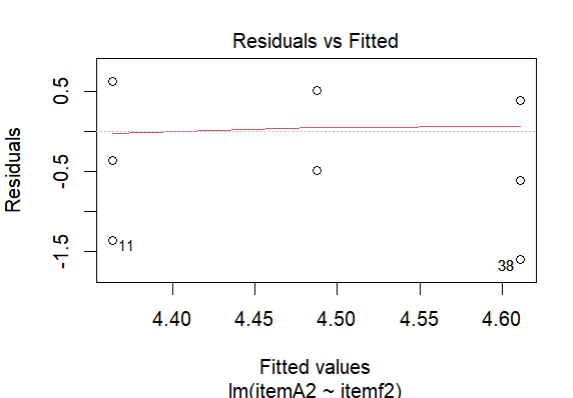 Residuals vs Fitted
Residuals
0.5
-0.5
-1.5
11
38
4.40 4.45 4.50 4.55 4.60
Fitted values
lm(itemA2 ~ itemf2)